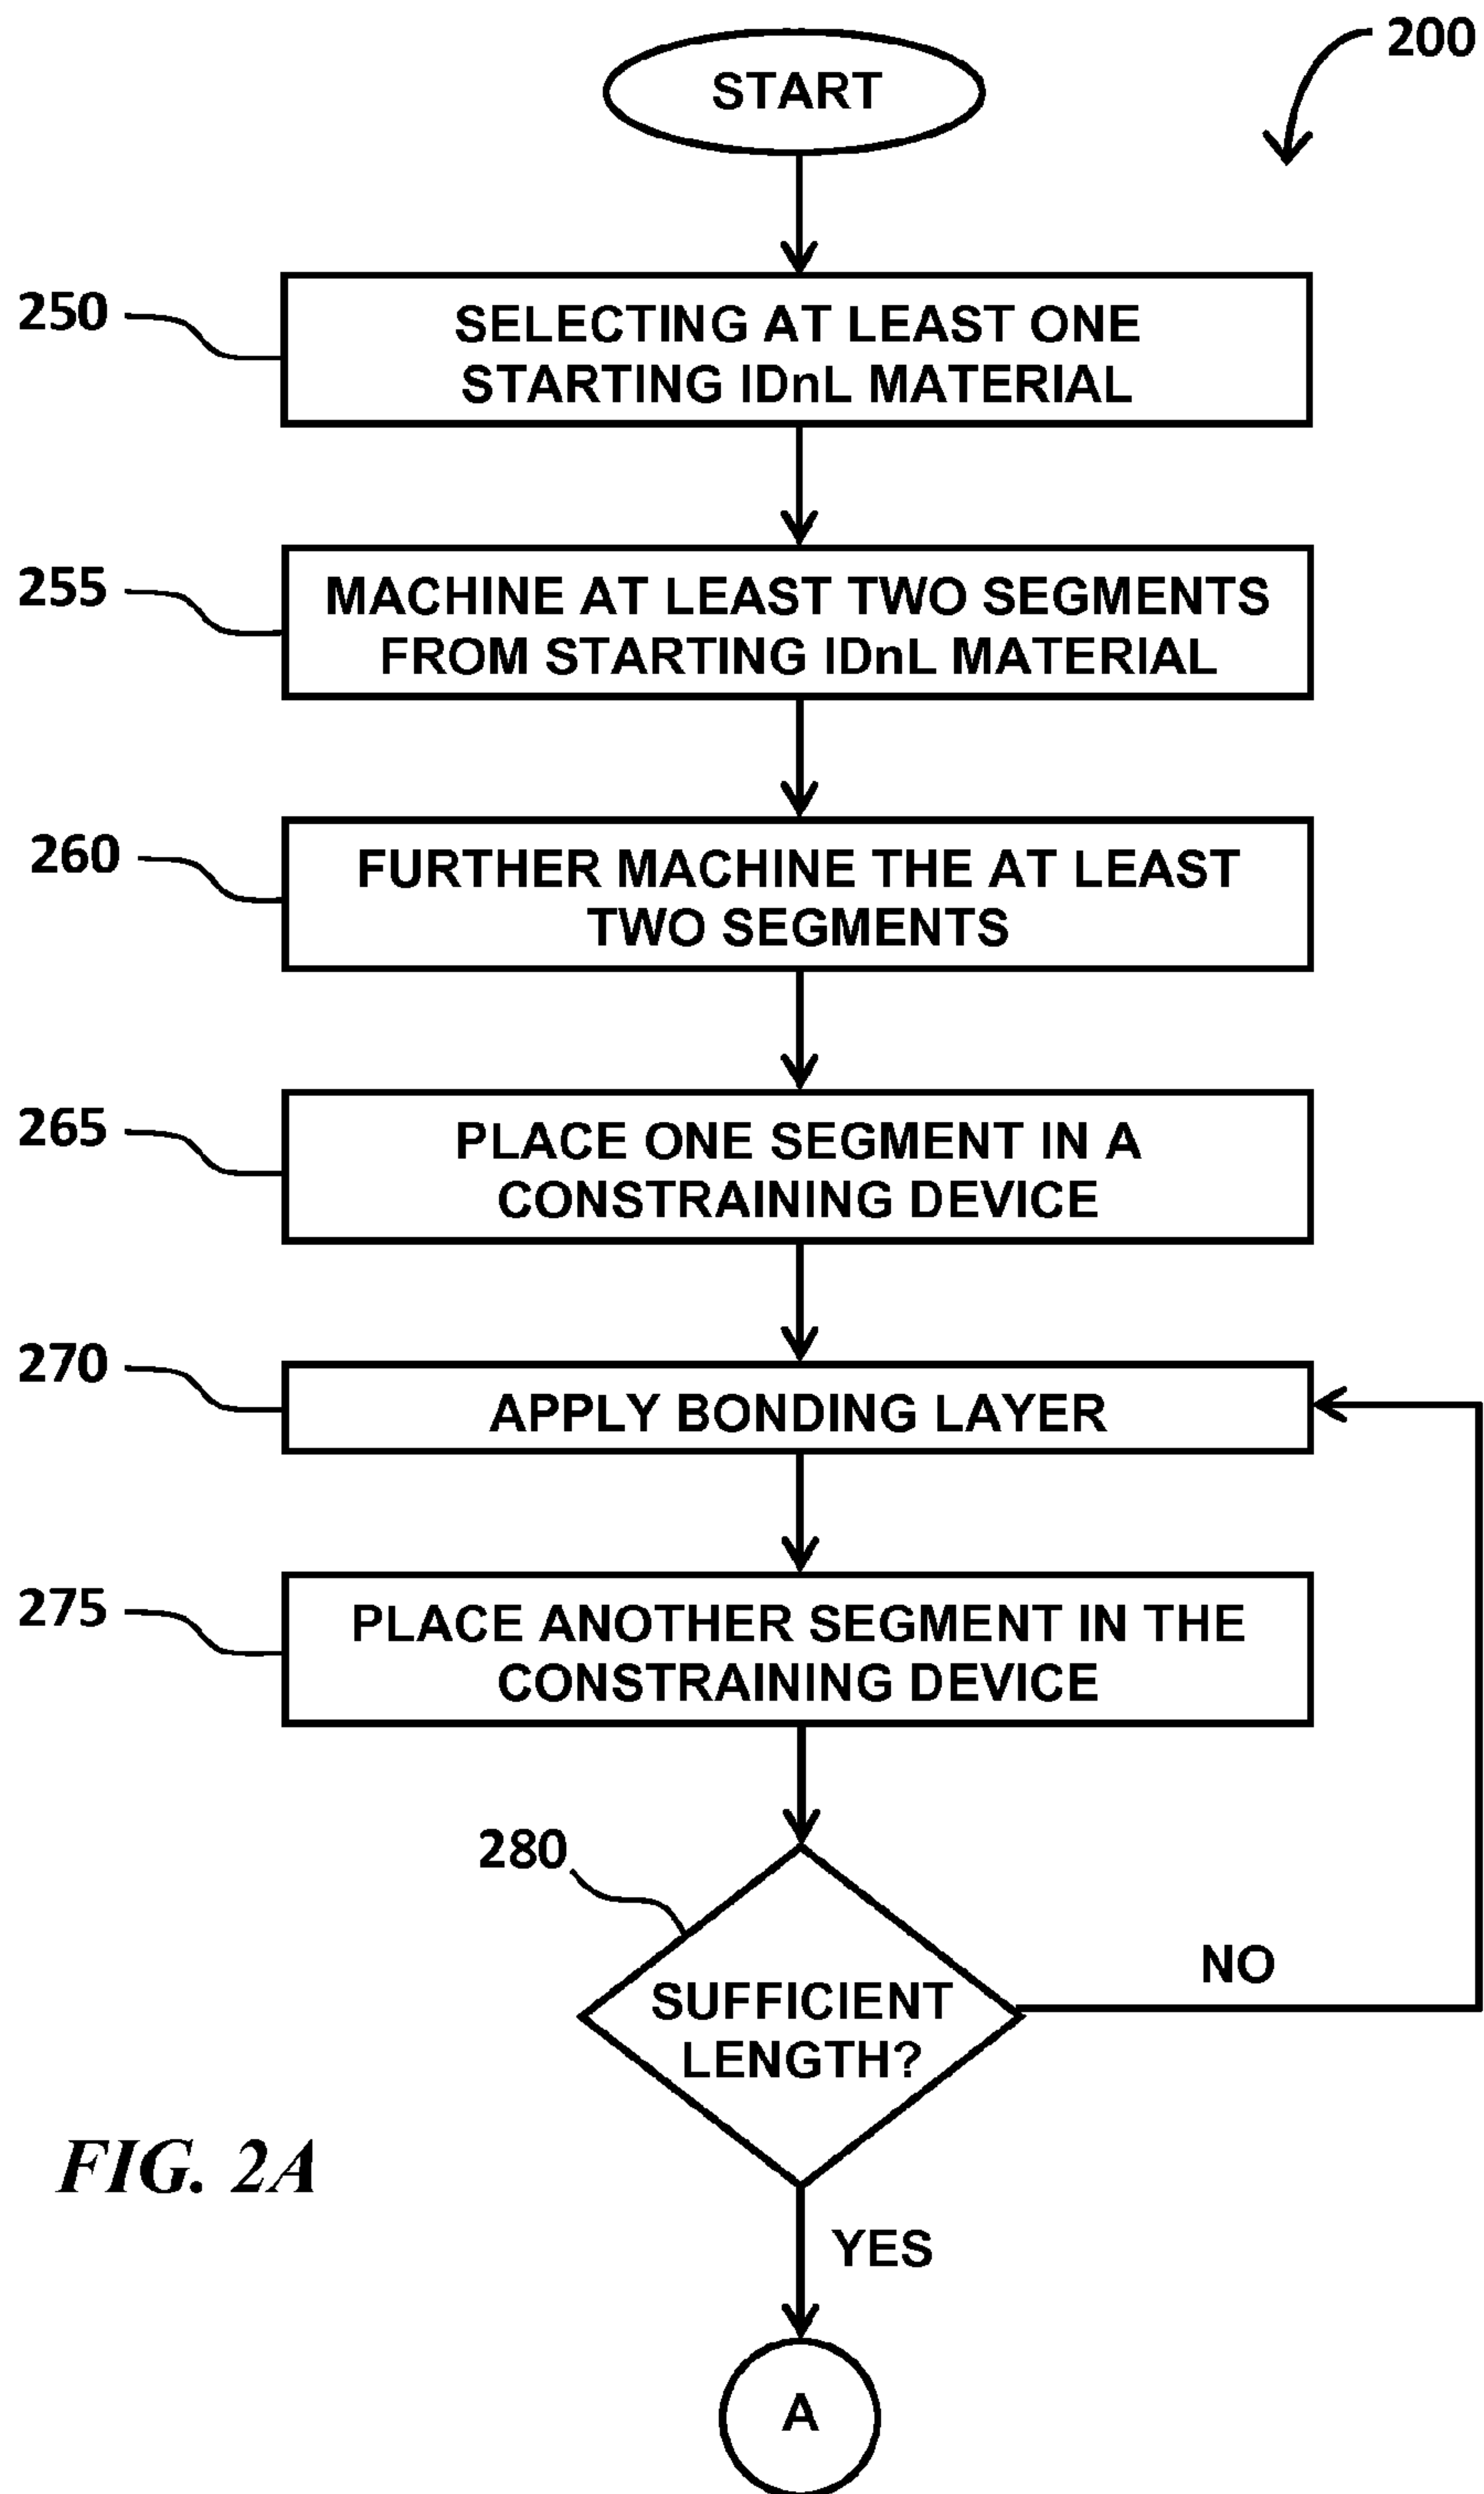 200
START
250
SELECTING AT LEAST ONE
STARTING IDnL MATERIAL
255
MACHINE AT LEAST TWO SEGMENTS
FROM STARTING IDnL MATERIAL
260
FURTHER MACHINE THE AT LEAST
TWO SEGMENTS
265
PLACE ONE SEGMENT IN A
CONSTRAINING DEVICE
270
APPLY BONDING LAYER
275
PLACE ANOTHER SEGMENT IN THE
CONSTRAINING DEVICE
280
SUFFICIENT
LENGTH?
NO
FIG. 2A
YES
A